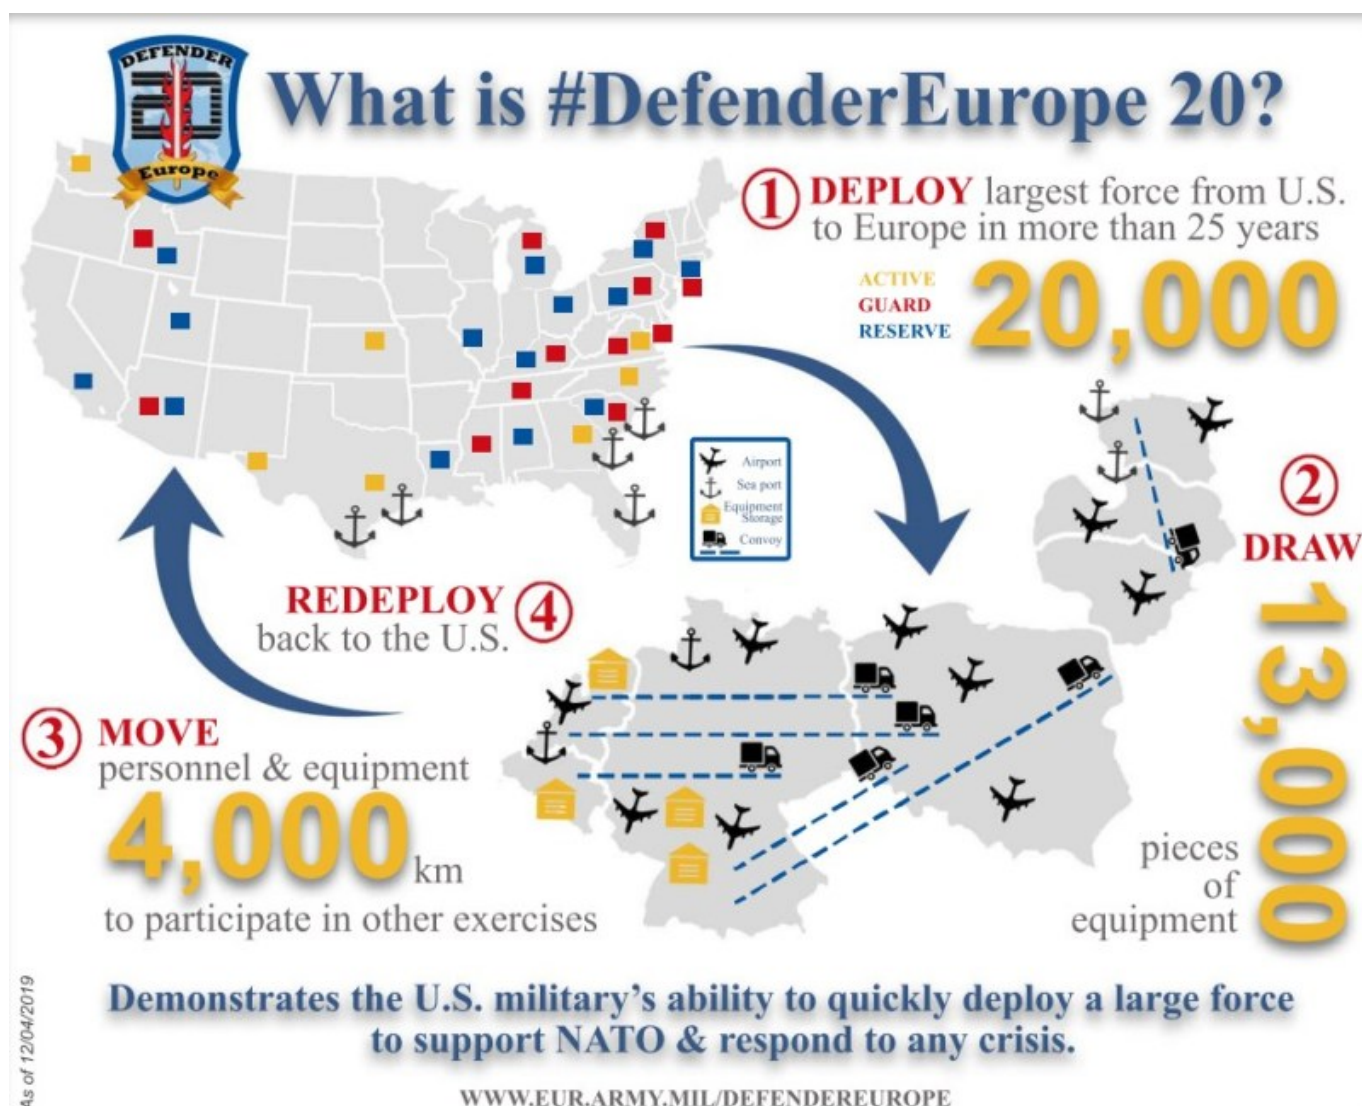 DEFENDER
20
Europe
What is #DefenderEurope 20?
1 DEPLOY largest force from U.S.
to Europe in more than 25 years
ACTIVE
GUARD
RESERVE
20,000
Airport
Sea port
Equipment
Storage
Convoy
2
DRAW
13,000
pieces
of
equipment
3 MOVE
personnel & equipment
4,000 km
to participate in other exercises
REDEPLOY 4
back to the U.S.
Demonstrates the U.S. military's ability to quickly deploy a large force
to support NATO & respond to any crisis.
WWW.EUR.ARMY.MIL/DEFENDEREUROPE
As of 12/04/2019